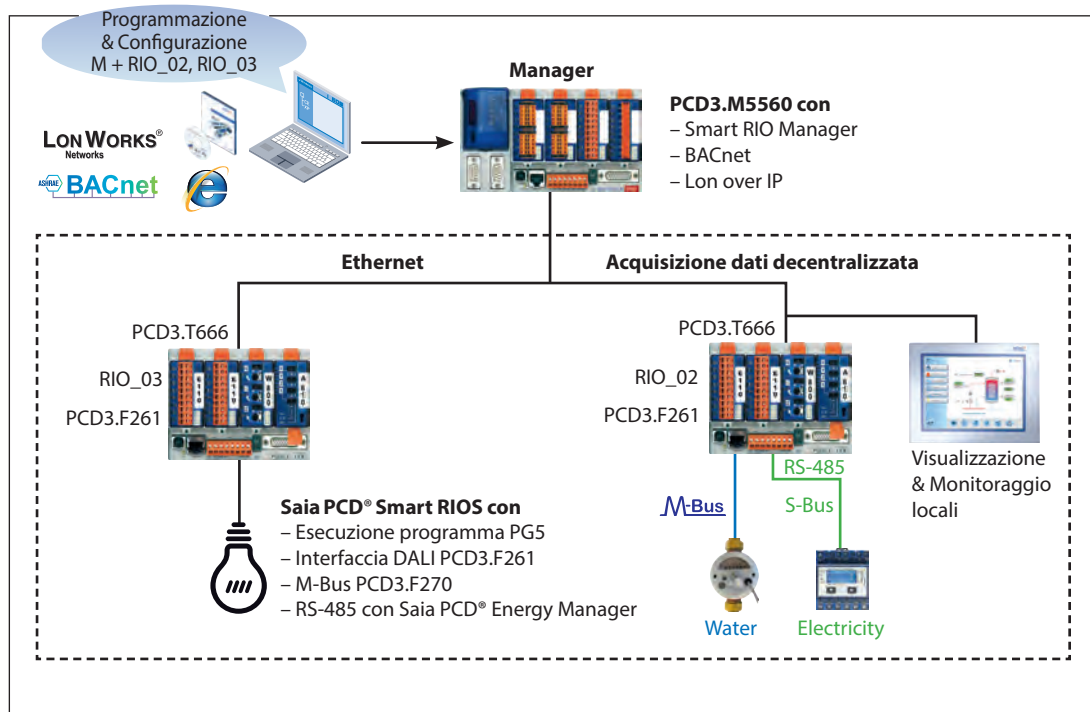 Programmazione
& Configurazione
M + RIO_02, RIO_03
LONWORKS®
Networks
ASHRAE BACnet
Manager
PCD3.M5560 con
– Smart RIO Manager
– BACnet
– Lon over IP
Ethernet
Acquisizione dati decentralizzata
PCD3.T666
RIO_03
PCD3.F261
PCD3.T666
RIO_02
PCD3.F261
RS-485
M-Bus
S-Bus
Water
Electricity
Visualizzazione
& Monitoraggio
locali
Saia PCD® Smart RIOS con
– Esecuzione programma PG5
– Interfaccia DALI PCD3.F261
– M-Bus PCD3.F270
– RS-485 con Saia PCD® Energy Manager